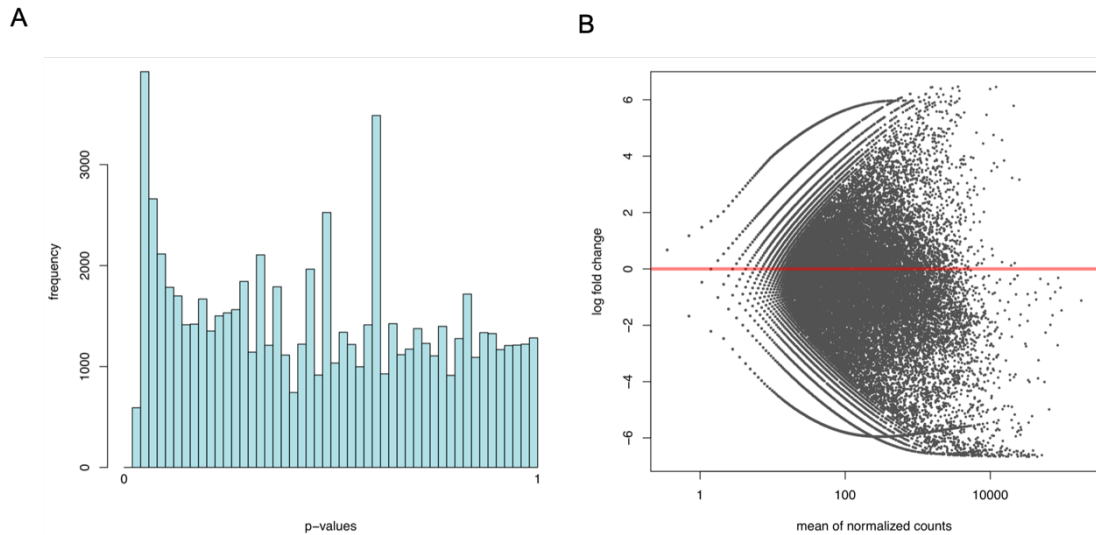 A
B
3000
2000
1000
0
frequency
0
1
p−values
6
4
2
0
−2
−4
−6
log fold change
1
100
10000
mean of normalized counts